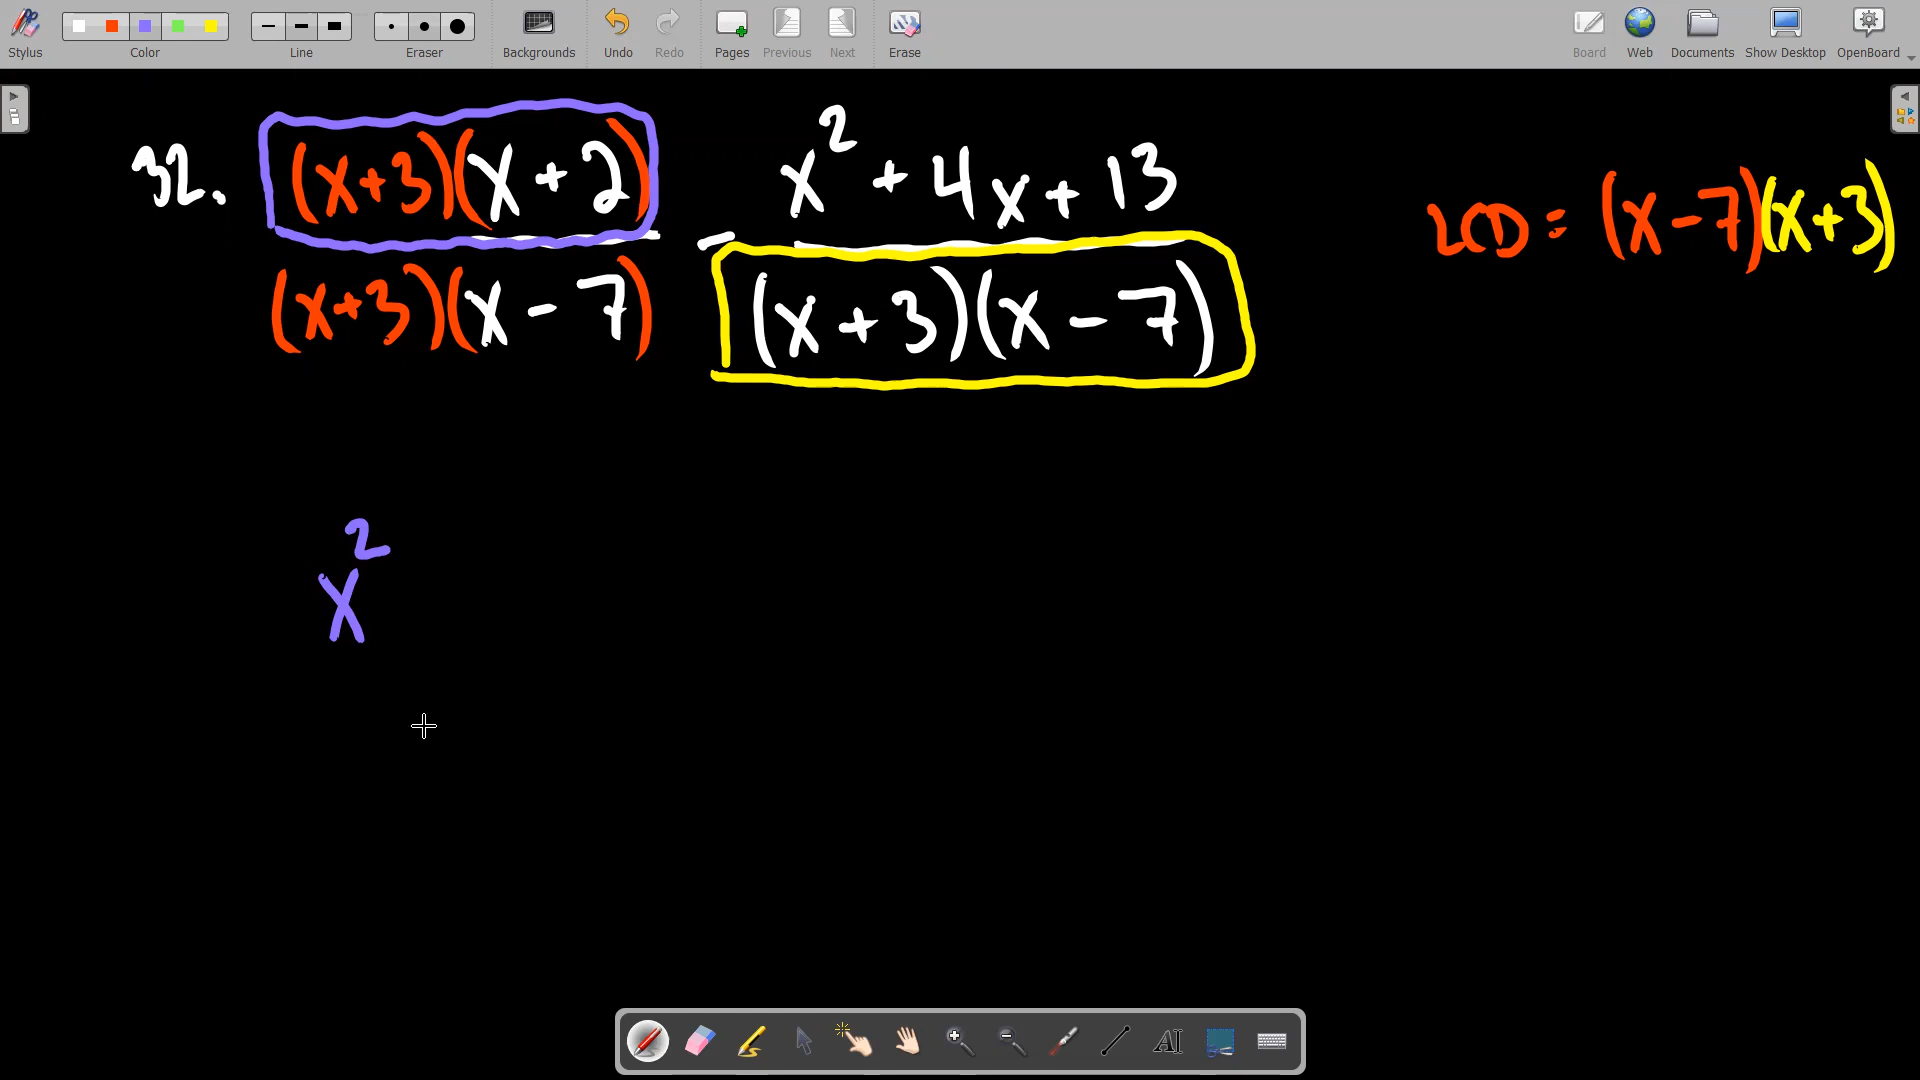 Stylus Color Line Eraser Backgrounds Undo Redo Pages Previous Next Erase Board Web Documents Show Desktop OpenBoard
32. (x+3)(x+2) / (x+3)(x-7) - x² + 4x + 13 / (x+3)(x-7)
LCD = (x-7)(x+3)
x²